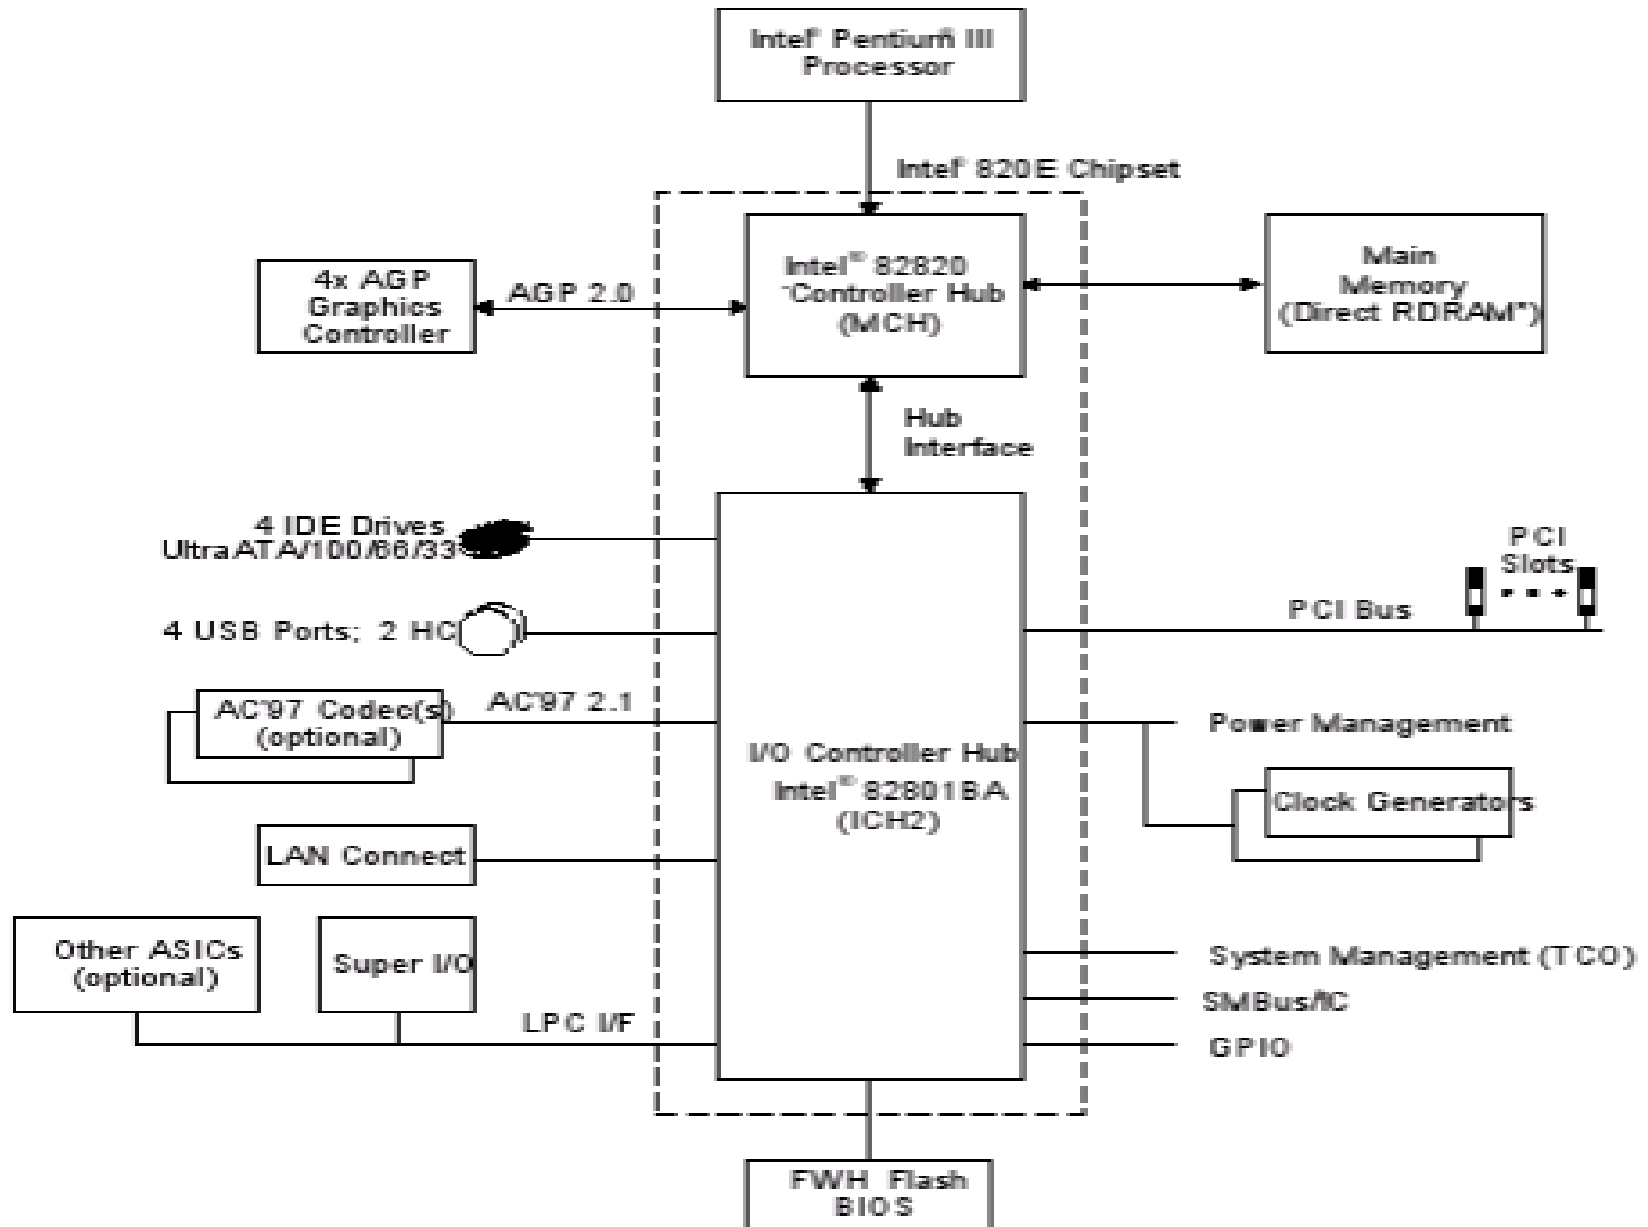 Intel® Pentium® III
Processor
Intel® 820E Chipset
4x AGP
Graphics
Controller
AGP 2.0
Intel® 82820
Controller Hub
(MCH)
Main
Memory
(Direct RDRAM*)
Hub
Interface
4 IDE Drives
UltraATA/100/66/33
4 USB Ports; 2 HC
PCI
Slots
PCI Bus
AC'97 Codec(s)
(optional)
AC'97 2.1
I/O Controller Hub
Intel® 82801BA
(ICH2)
Power Management
Clock Generators
LAN Connect
Other ASICs
(optional)
Super I/O
LPC I/F
System Management (TCO)
SMBus/IC
GPIO
FWH Flash
BIOS